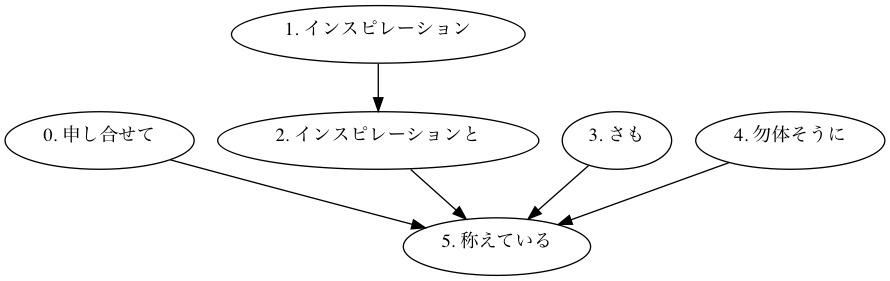 1. インスピレーション
0. 申し合せて
2. インスピレーションと
3. さも
4. 勿体そうに
5. 称えている